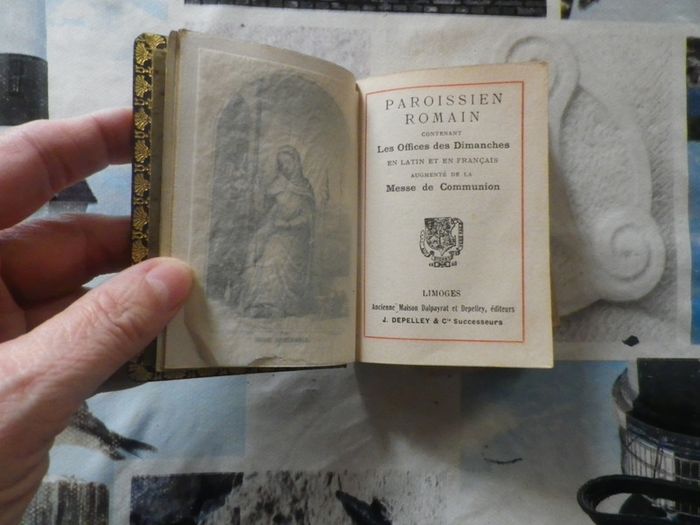 PAROISSIEN
ROMAIN
CONTENANT
Les Offices des Dimanches
EN LATIN ET EN FRANÇAIS
AUGMENTÉ DE LA
Messe de Communion
LIMOGES
Ancienne Maison Dalpayrat et Depelley, éditeurs
J. DEPELLEY & Cie Successeurs